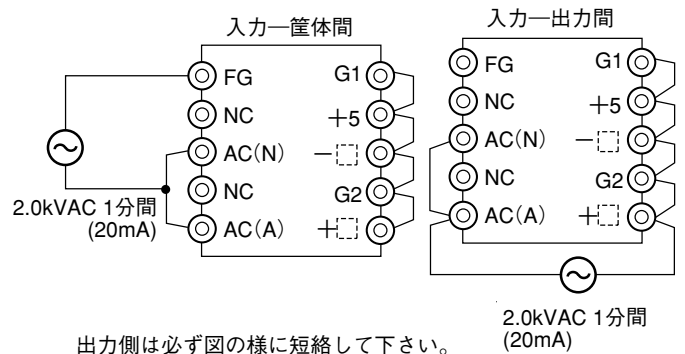 入力―筐体間
FG
NC
AC(N)
NC
AC(A)
G1
+5
−
G2
+
2.0kVAC 1分間
(20mA)
入力―出力間
FG
NC
AC(N)
NC
AC(A)
G1
+5
−
G2
+
2.0kVAC 1分間
(20mA)
出力側は必ず図の様に短絡して下さい。